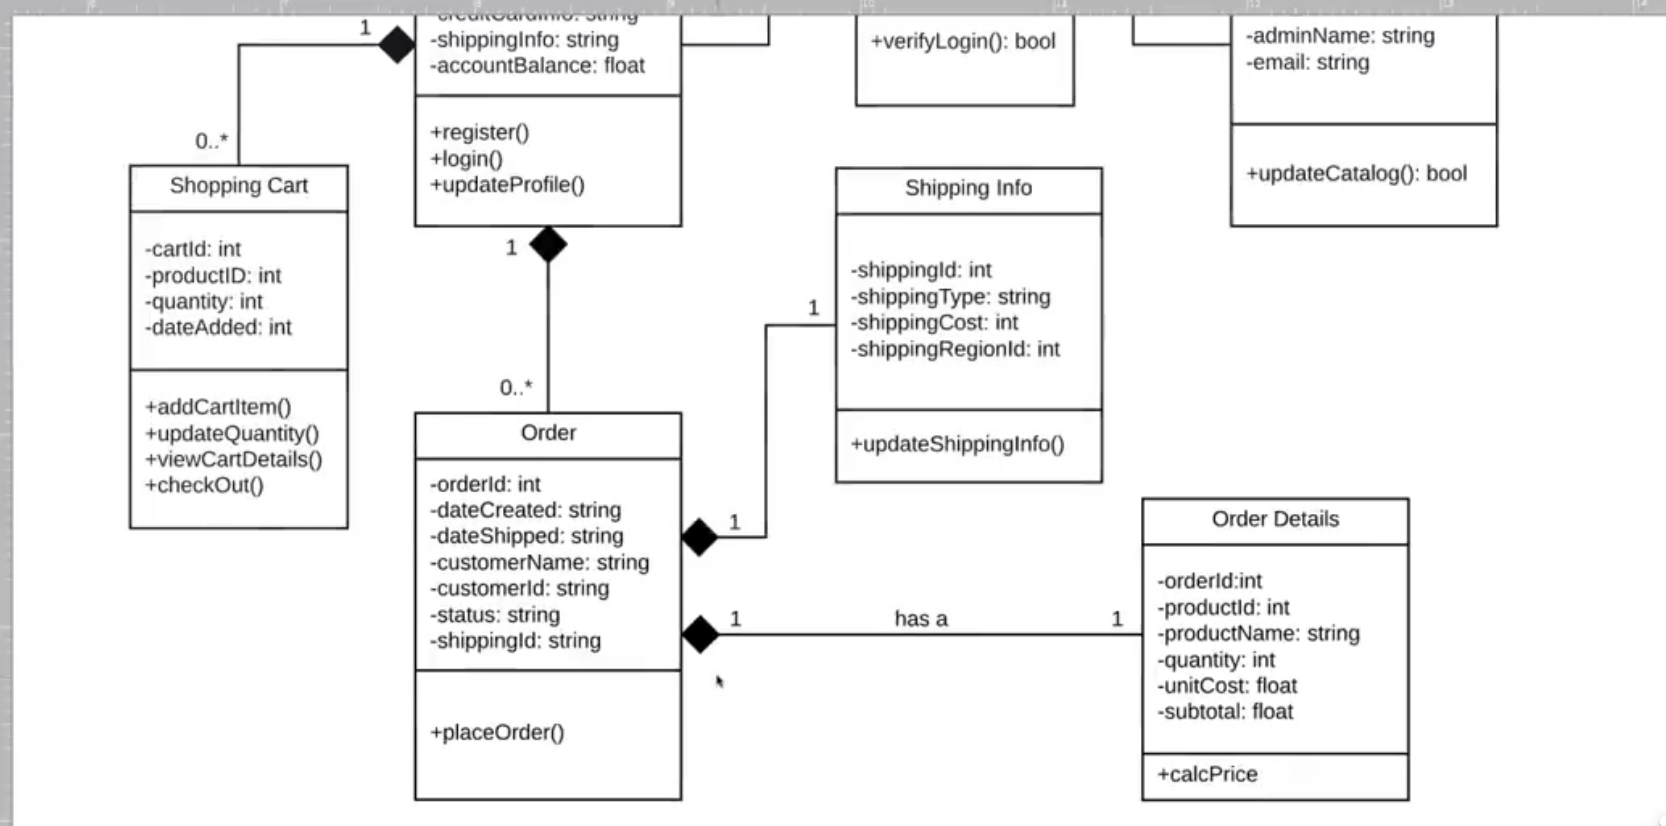 1
-creditCardInfo: string
-shippingInfo: string
-accountBalance: float
+register()
+login()
+updateProfile()
+verifyLogin(): bool
-adminName: string
-email: string
+updateCatalog(): bool
0..*
Shopping Cart
-cartId: int
-productID: int
-quantity: int
-dateAdded: int
+addCartItem()
+updateQuantity()
+viewCartDetails()
+checkOut()
1
0..*
Order
-orderId: int
-dateCreated: string
-dateShipped: string
-customerName: string
-customerId: string
-status: string
-shippingId: string
+placeOrder()
1
1
Shipping Info
-shippingId: int
-shippingType: string
-shippingCost: int
-shippingRegionId: int
+updateShippingInfo()
1
has a
1
Order Details
-orderId:int
-productId: int
-productName: string
-quantity: int
-unitCost: float
-subtotal: float
+calcPrice